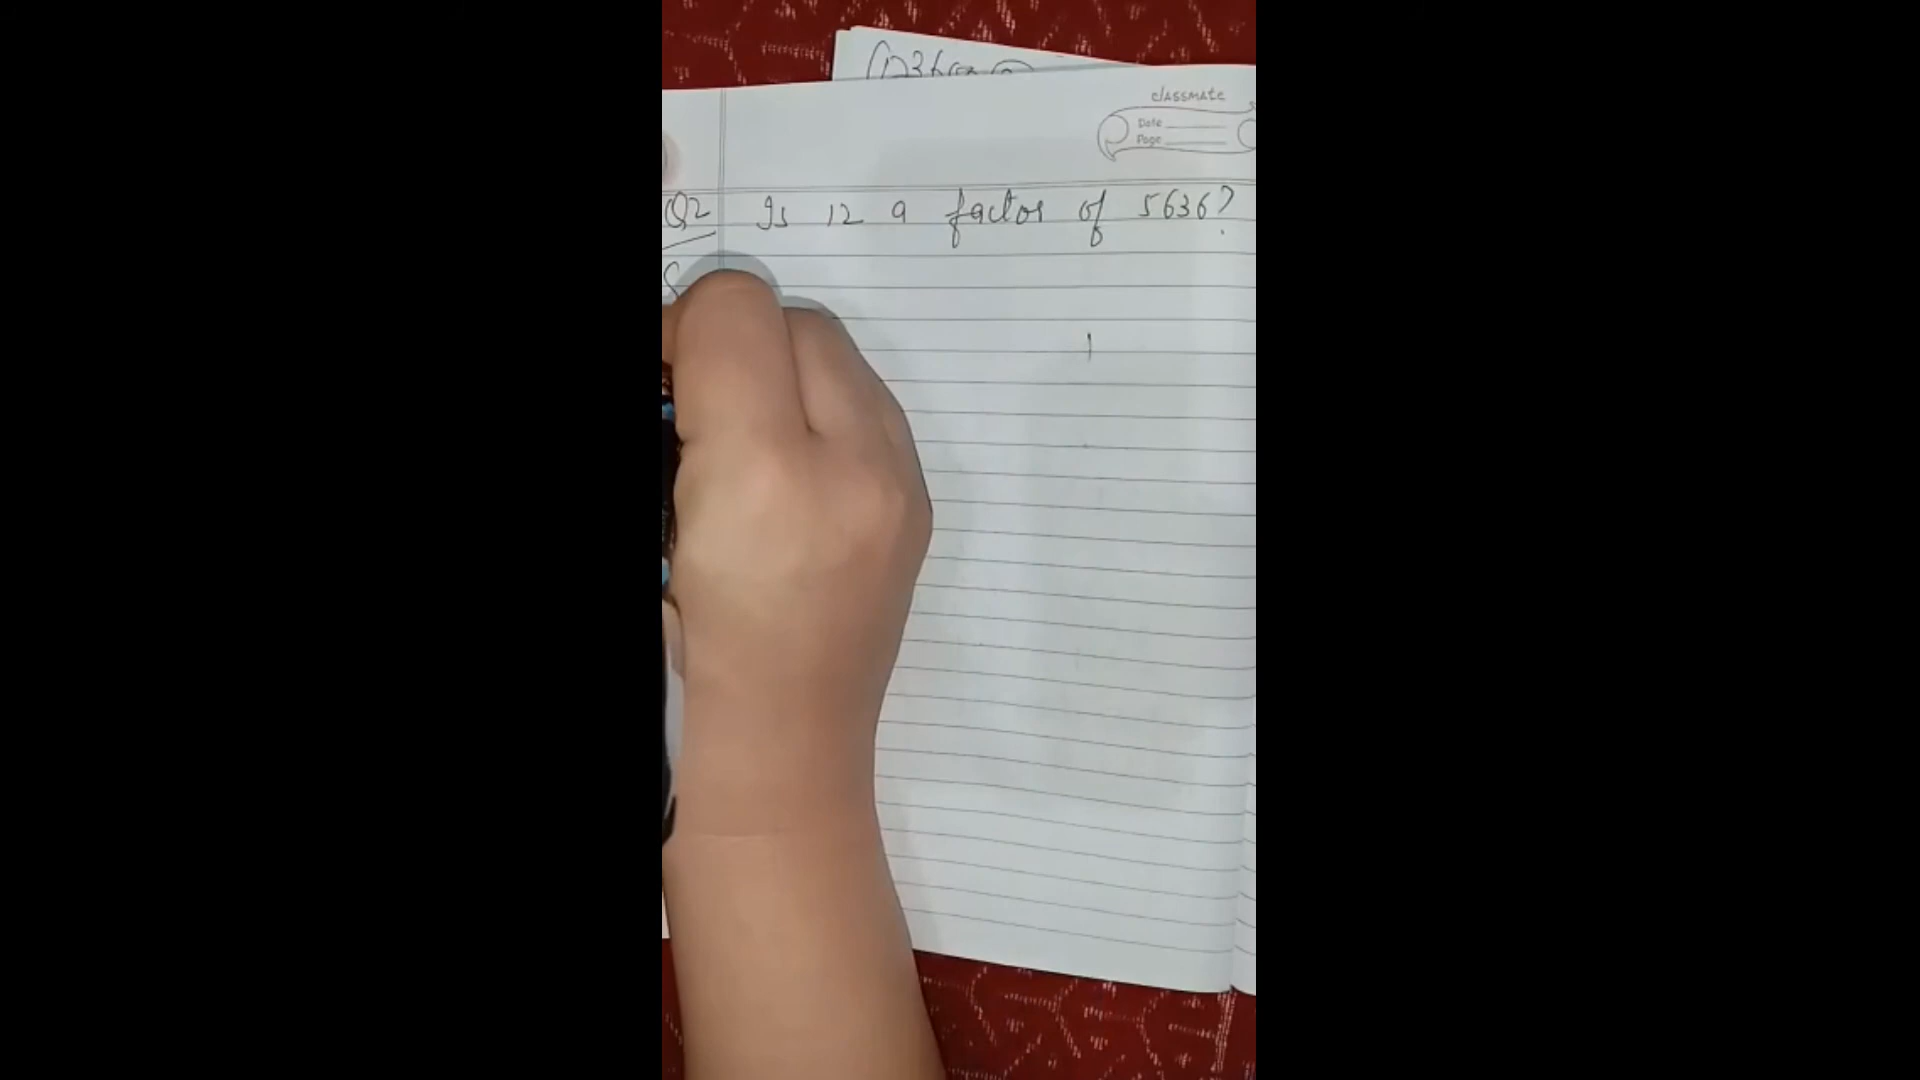 classmate
Date
Page
Q2 Is 12 a factor of 5636?